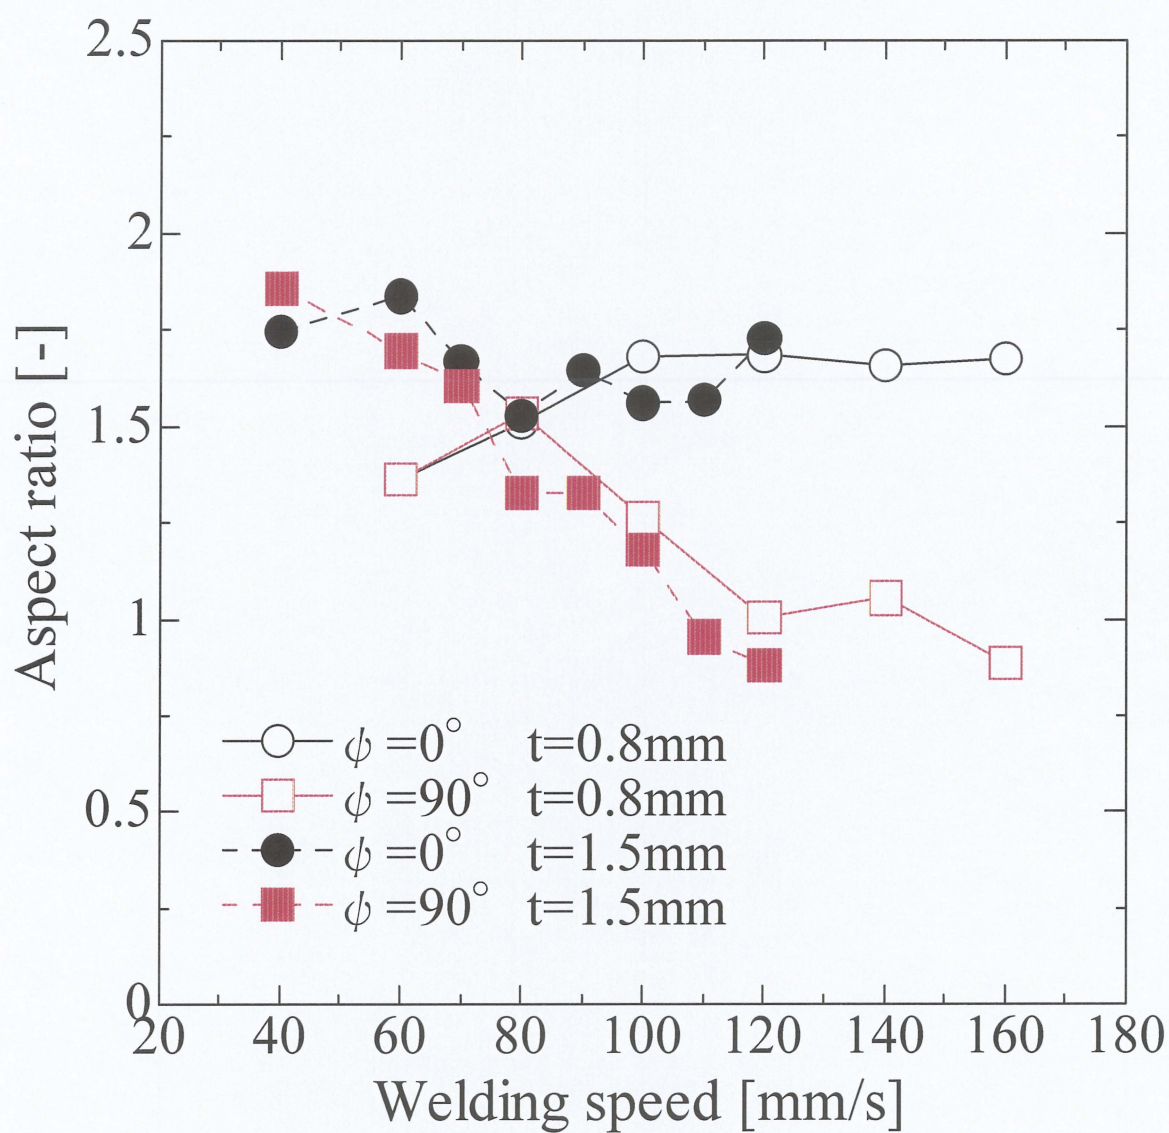 2.5
2
1.5
1
0.5
0
Aspect ratio [-]
ϕ =0° t=0.8mm
ϕ =90° t=0.8mm
ϕ =0° t=1.5mm
ϕ =90° t=1.5mm
20 40 60 80 100 120 140 160 180
Welding speed [mm/s]